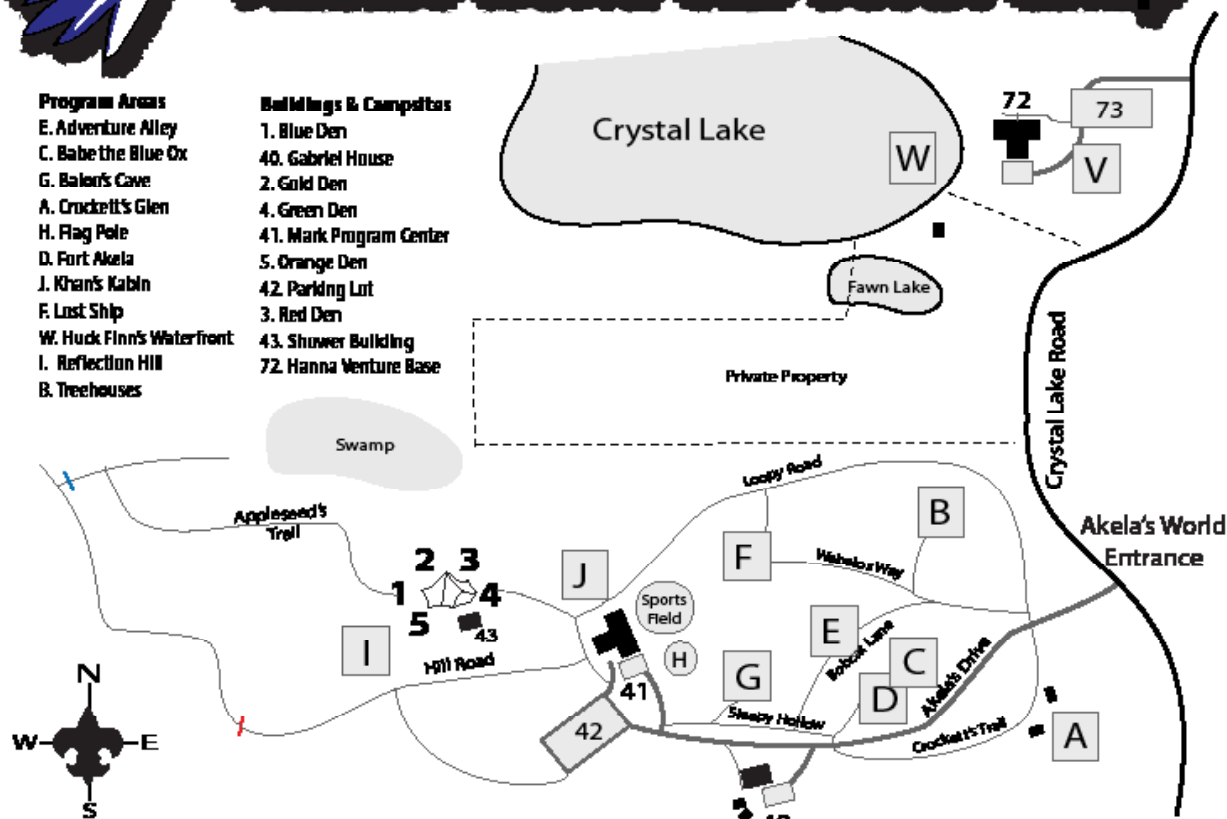 Program Areas
E. Adventure Alley
C. Babe the Blue Ox
G. Baloo's Cave
A. Crockett's Glen
H. Flag Pole
D. Fort Akela
J. Khan's Kabin
F. Lost Ship
W. Huck Finn's Waterfront
I. Reflection Hill
B. Treehouses
Buildings & Campsites
1. Blue Den
40. Gabriel House
2. Gold Den
4. Green Den
41. Mark Program Center
5. Orange Den
42. Parking Lot
3. Red Den
43. Shower Building
72. Hanna Venture Base
Crystal Lake
W
72
73
V
Fawn Lake
Private Property
Crystal Lake Road
Swamp
Loopy Road
Appleseed's
Trail
B
Akela's World
Entrance
F
Webelos Way
J
2
3
1
4
5
43
Sports
Field
H
I
Hill Road
E
Bobcat Lane
C
D
Akela's Drive
G
41
Sleepy Hollow
42
Crockett's Trail
A
N
W
E
S